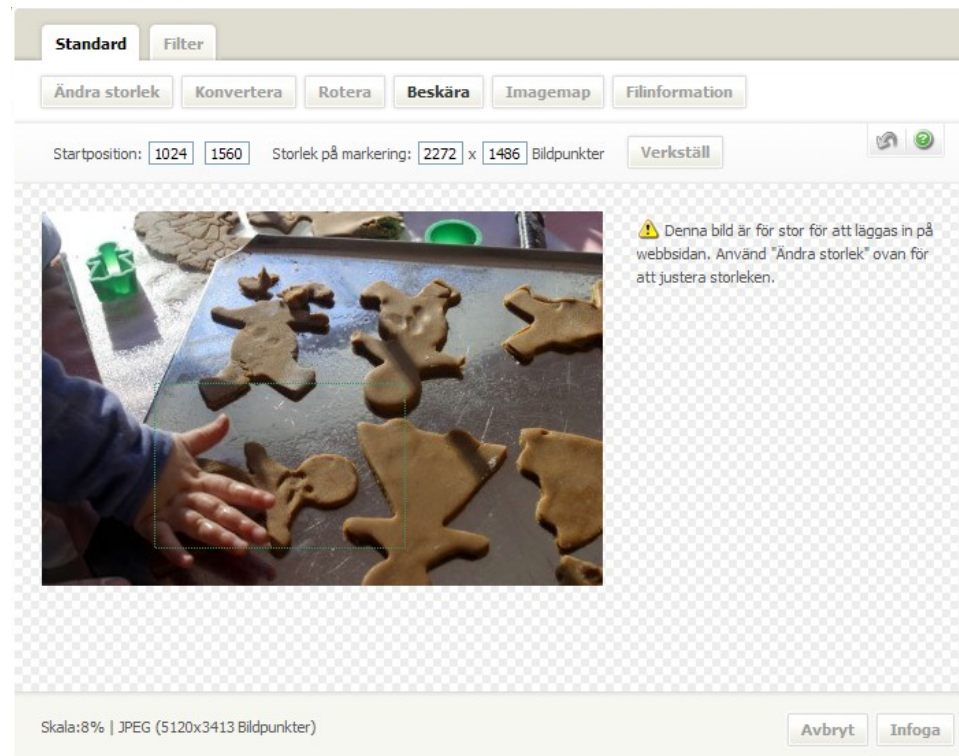 Standard Filter
Ändra storlek Konvertera Rotera Beskära Imagemap Filinformation
Startposition: 1024 1560 Storlek på markering: 2272 x 1486 Bildpunkter Verkställ
Denna bild är för stor för att läggas in på
webbsidan. Använd "Ändra storlek" ovan för
att justera storleken.
Skala:8% | JPEG (5120x3413 Bildpunkter)
Avbryt Infoga